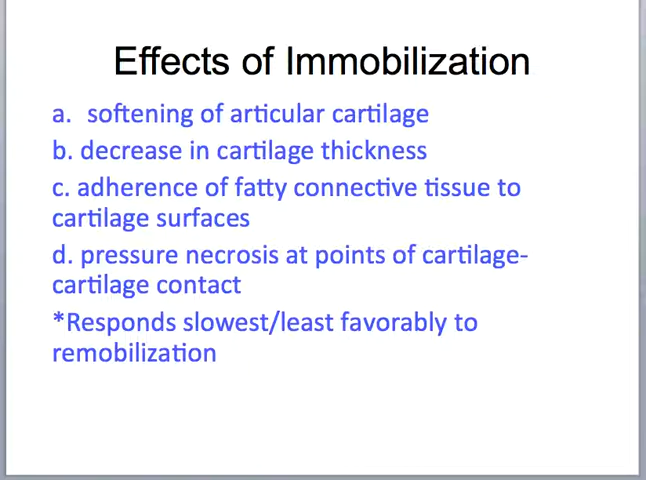 Effects of Immobilization
a. softening of articular cartilage
b. decrease in cartilage thickness
c. adherence of fatty connective tissue to
cartilage surfaces
d. pressure necrosis at points of cartilage-
cartilage contact
*Responds slowest/least favorably to
remobilization